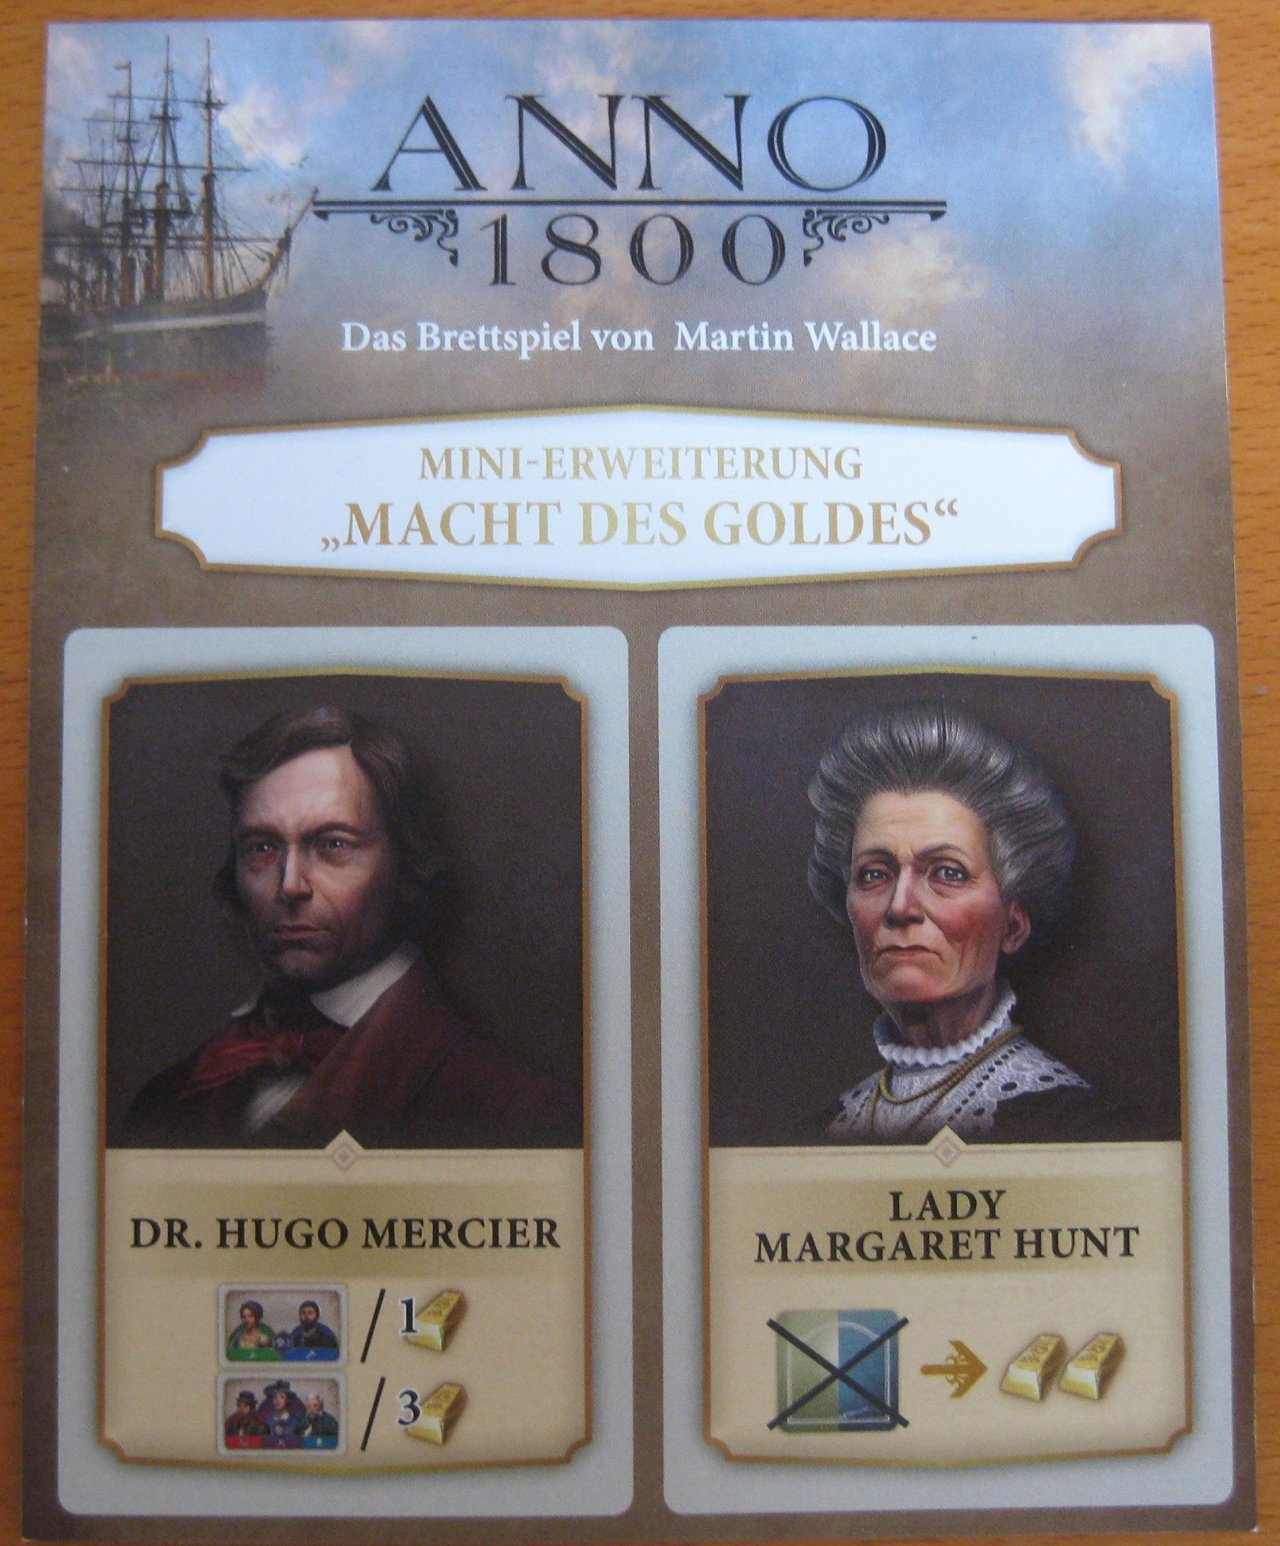 ANNO
1800
Das Brettspiel von Martin Wallace
MINI-ERWEITERUNG
„MACHT DES GOLDES“
DR. HUGO MERCIER
/ 1
/ 3
LADY
MARGARET HUNT